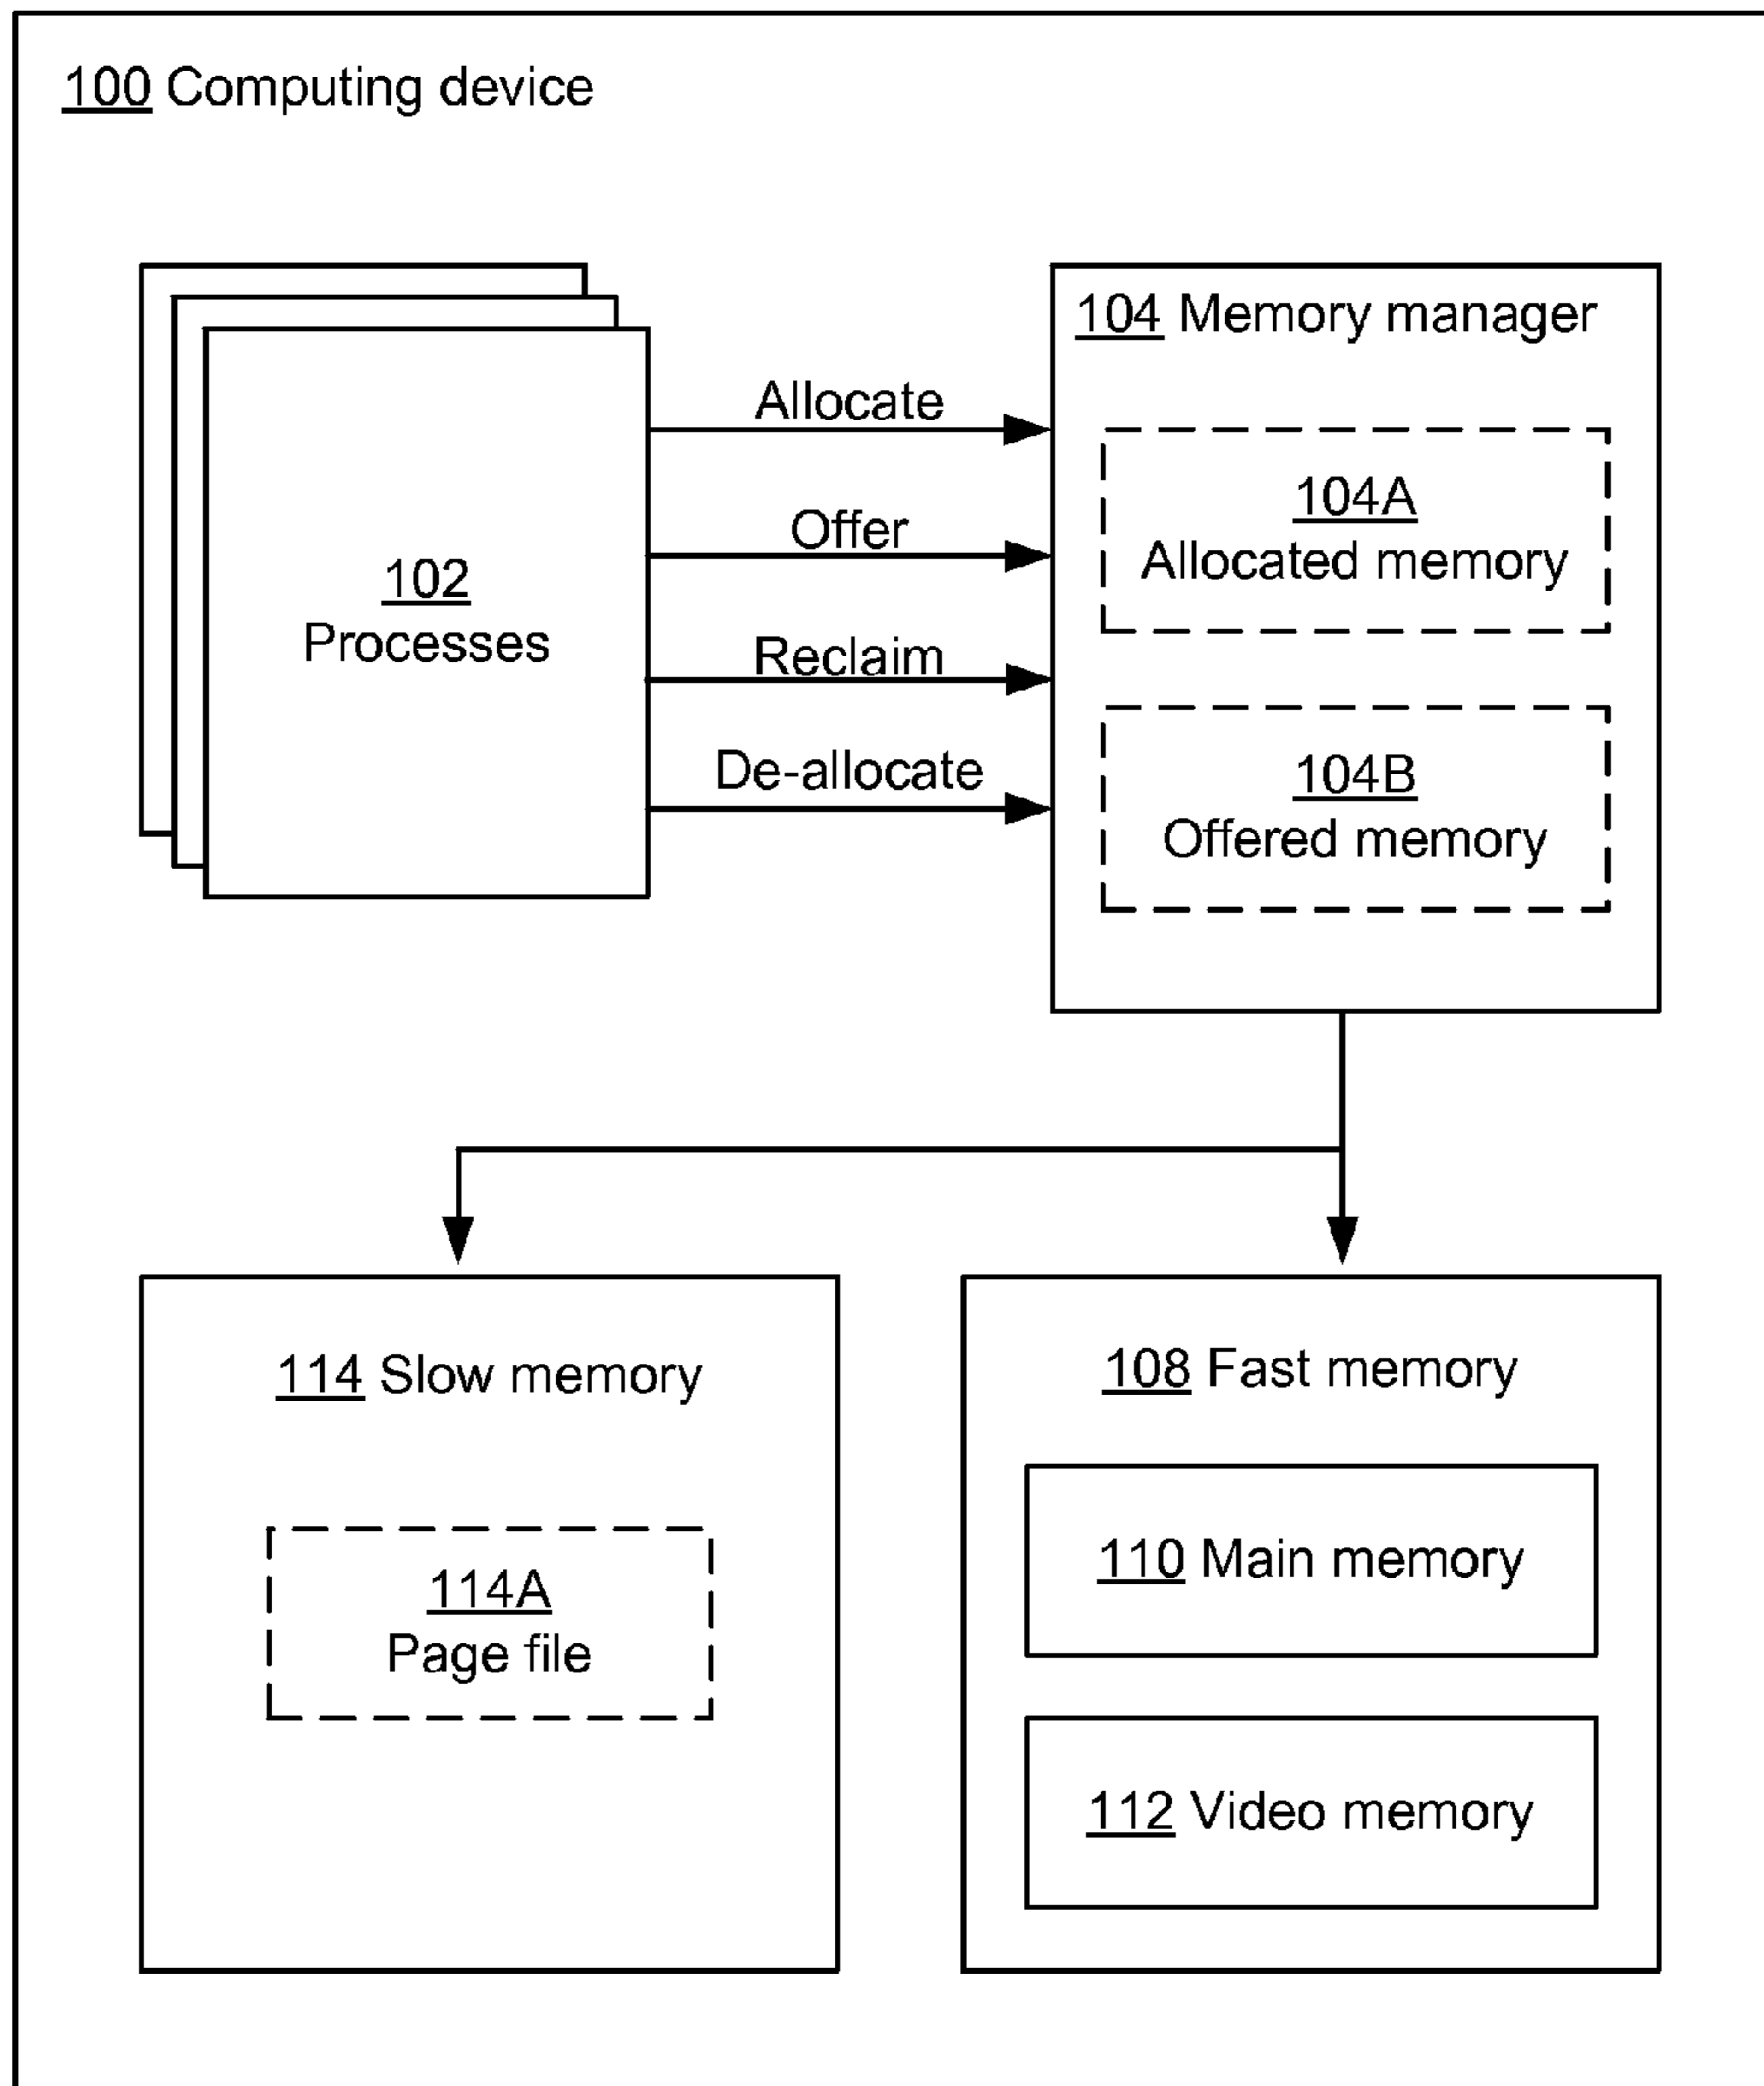 100 Computing device
104 Memory manager
Allocate
104A
Allocated memory
Offer
102
Processes
Reclaim
De-allocate
104B
Offered memory
114 Slow memory
108 Fast memory
110 Main memory
114A
Page file
112 Video memory